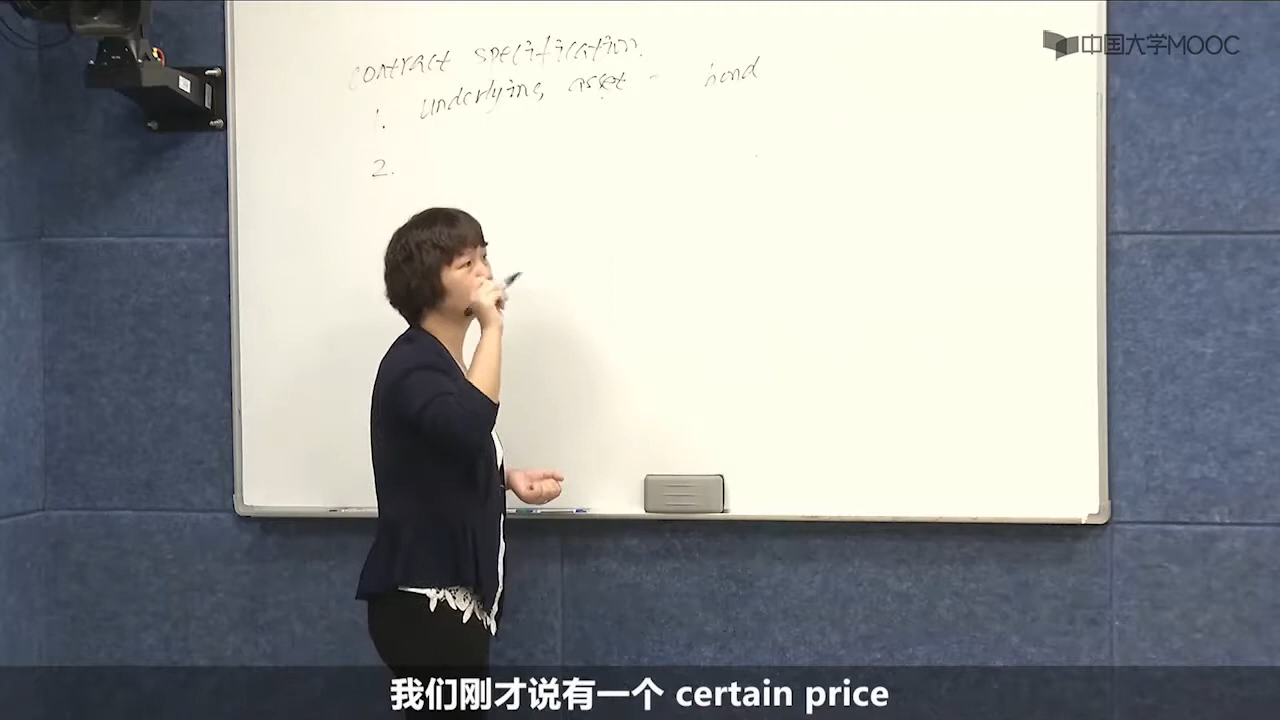 中国大学MOOC
contract specification.
1. underlying asset - bond
2.
我们刚才说有一个 certain price